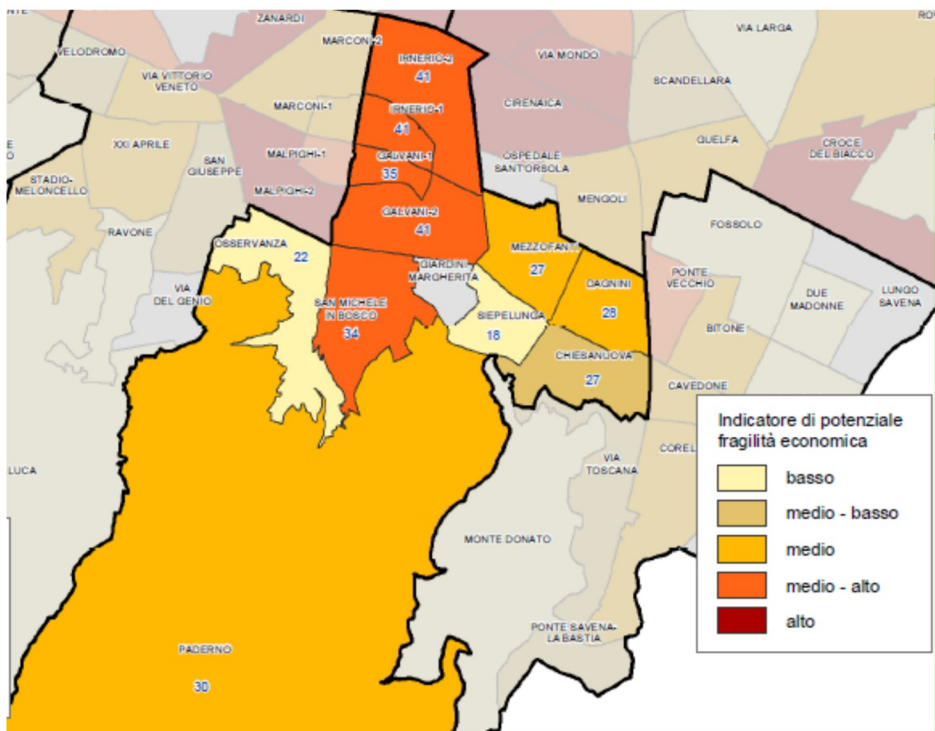 ZANARDI
VELODROMO
MARCONI-2
VIA VITTORIO
VENETO
MARCONI-1
XXI APRILE
SAN
GIUSEPPE
MALPIGHI-1
MALPIGHI-2
STADIO-
MELONCELLO
RAVONE
VIA
DEL GENIO
OSSERVANZA
22
IRNERIO-2
41
IRNERIO-1
41
GALVANI-1
35
GALVANI-2
41
GIARDINI
MARGHERITA
SAN MICHELE
IN BOSCO
34
SIEPELUNGA
18
MEZZOFANTI
27
DAGNINI
28
CHIESANUOVA
27
VIA MONDO
CIRENAICA
OSPEDALE
SANT'ORSOLA
VIA LARGA
SCANDELLARA
GUELFA
MENGOLI
CROCE
DEL BIACCO
FOSSOLO
PONTE
VECCHIO
DUE
MADONNE
LUNGO
SAVENA
BITONE
CAVEDONE
COREL
VIA
TOSCANA
MONTE DONATO
PONTE SAVENA-
LA BASTIA
LUCA
PADERNO
30
Indicatore di potenziale
fragilità economica
basso
medio - basso
medio
medio - alto
alto